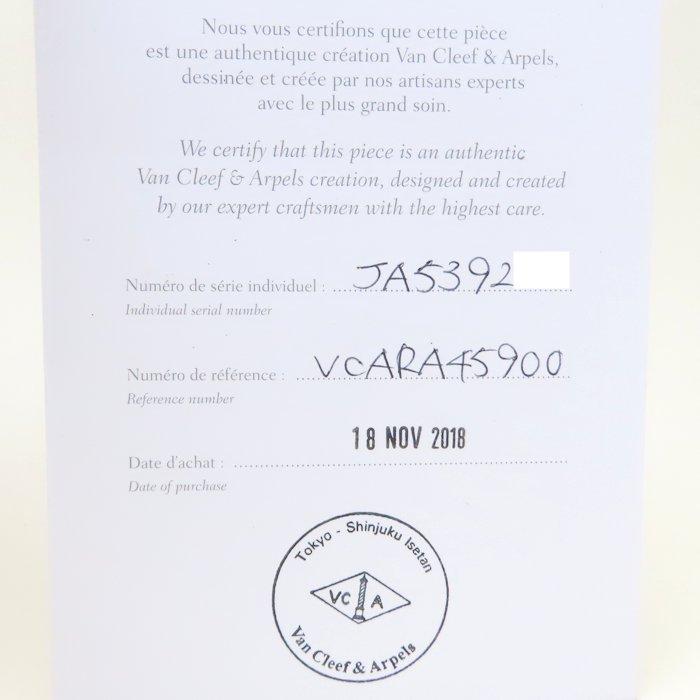 Nous vous certifions que cette pièce
est une authentique création Van Cleef & Arpels,
dessinée et créée par nos artisans experts
avec le plus grand soin.
We certify that this piece is an authentic
Van Cleef & Arpels creation, designed and created
by our expert craftsmen with the highest care.
Numéro de série individuel : JA5392
Individual serial number
Numéro de référence : VCARA45900
Reference number
18 NOV 2018
Date d'achat :
Date of purchase
Tokyo - Shinjuku Isetan
VC A
Van Cleef & Arpels